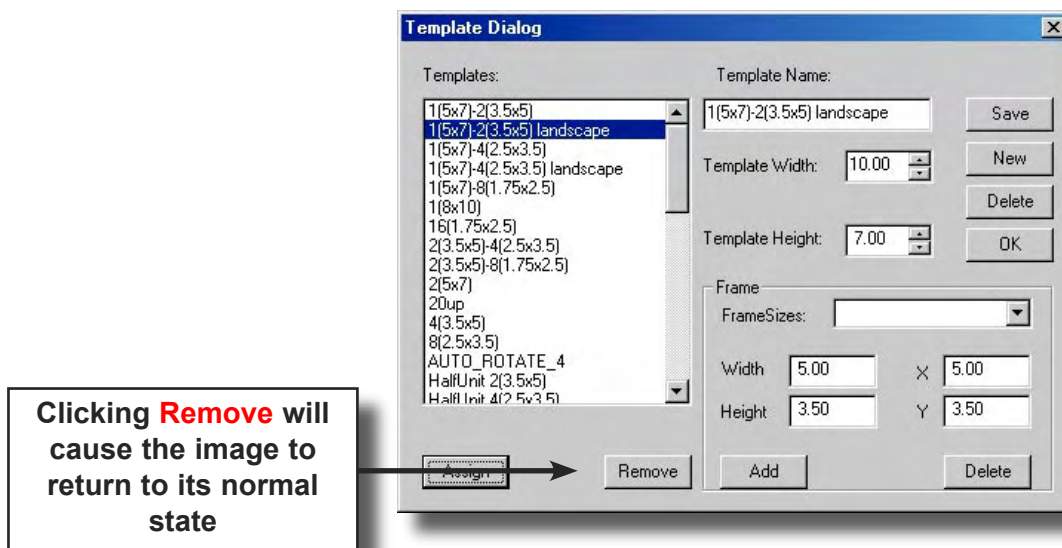 Template Dialog
Templates:
1(5x7)-2(3.5x5)
1(5x7)-2(3.5x5) landscape
1(5x7)-4(2.5x3.5)
1(5x7)-4(2.5x3.5) landscape
1(5x7)-8(1.75x2.5)
1(8x10)
16(1.75x2.5)
2(3.5x5)-4(2.5x3.5)
2(3.5x5)-8(1.75x2.5)
2(5x7)
20up
4(3.5x5)
8(2.5x3.5)
AUTO_ROTATE_4
HalfUnit 2(3.5x5)
HalfUnit 4(2.5x3.5)
Assign
Remove
Template Name:
1(5x7)-2(3.5x5) landscape
Template Width: 10.00
Template Height: 7.00
Save
New
Delete
OK
Frame
FrameSizes:
Width 5.00 X 5.00
Height 3.50 Y 3.50
Add
Delete
Clicking Remove will
cause the image to
return to its normal
state